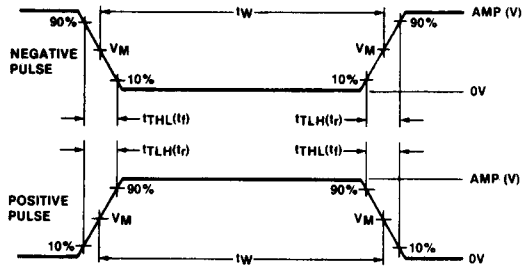 90% tW 90% AMP (V)
NEGATIVE
PULSE
VM VM
10% 10%
0V
tTHL(tf) tTLH(tr)
tTLH(tr) tTHL(tf)
AMP (V)
90% 90%
POSITIVE
PULSE
VM VM
10% 10%
tW 0V